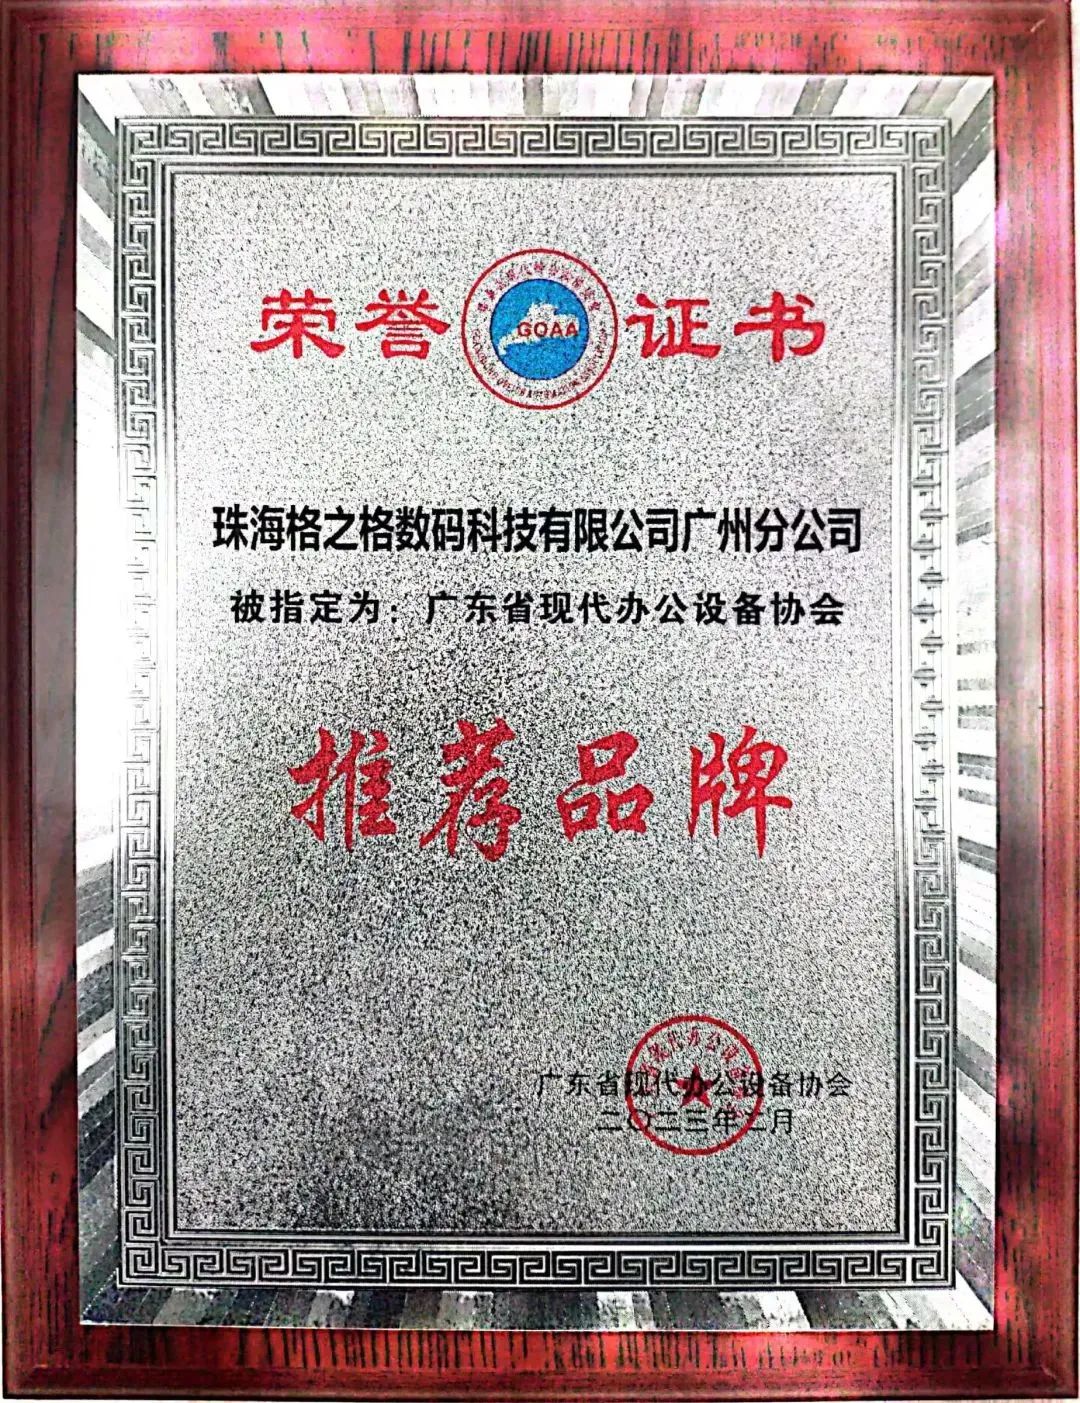 荣誉 GOAA 证书
珠海格之格数码科技有限公司广州分公司
被指定为：广东省现代办公设备协会
推荐品牌
广东省现代办公设备协会
二〇二三年二月